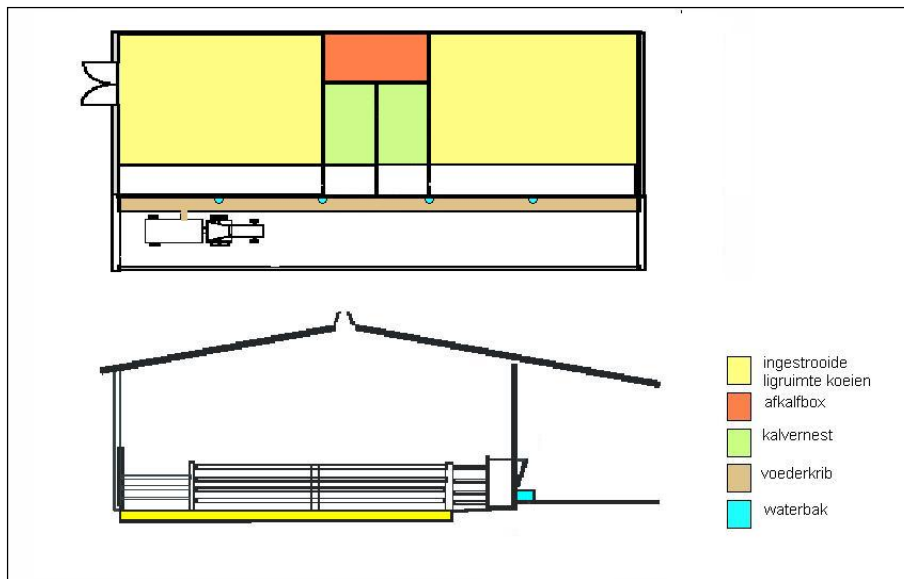 ingestrooide
ligruimte koeien
afkalfbox
kalvernest
voederkrib
waterbak